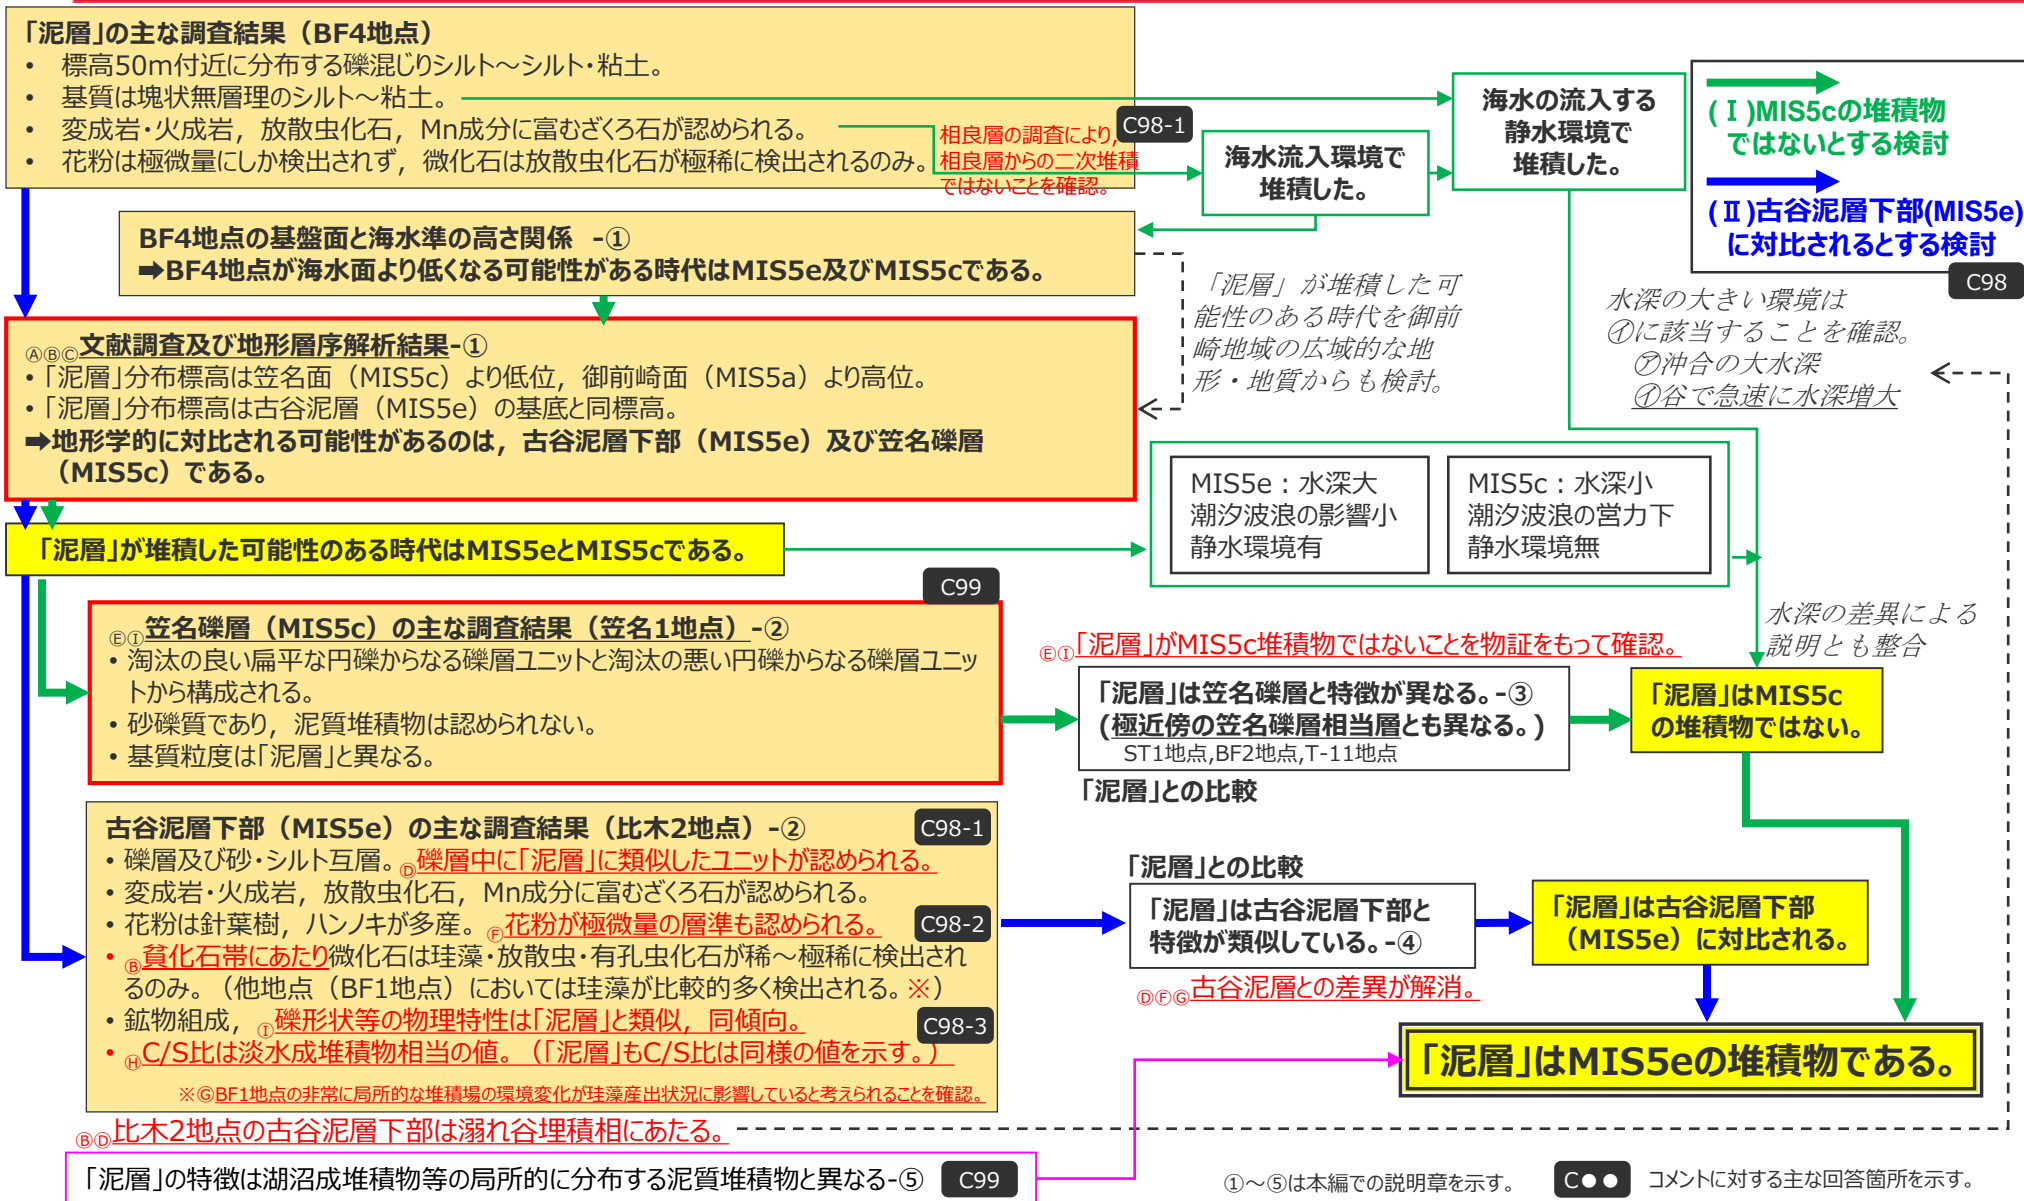 「泥層」の主な調査結果（BF4地点）
• 標高50m付近に分布する礫混じりシルト～シルト・粘土。
• 基質は塊状無層理のシルト～粘土。
• 変成岩・火成岩，放散虫化石，Mn成分に富むざくろ石が認められる。
• 花粉は極微量にしか検出されず，微化石は放散虫化石が極稀に検出されるのみ。
相良層の調査により，
相良層からの二次堆積
ではないことを確認。
C98-1
海水流入環境で
堆積した。
海水の流入する
静水環境で
堆積した。
(Ⅰ)MIS5cの堆積物
ではないとする検討
(Ⅱ)古谷泥層下部(MIS5e)
に対比されるとする検討
C98
BF4地点の基盤面と海水準の高さ関係 -①
➡BF4地点が海水面より低くなる可能性がある時代はMIS5e及びMIS5cである。
「泥層」が堆積した可
能性のある時代を御前
崎地域の広域的な地
形・地質からも検討。
水深の大きい環境は
㋑に該当することを確認。
㋐沖合の大水深
㋑谷で急速に水深増大
ⒶⒷⒸ文献調査及び地形層序解析結果-①
• 「泥層」分布標高は笠名面（MIS5c）より低位，御前崎面（MIS5a）より高位。
• 「泥層」分布標高は古谷泥層（MIS5e）の基底と同標高。
➡地形学的に対比される可能性があるのは，古谷泥層下部（MIS5e）及び笠名礫層
（MIS5c）である。
MIS5e：水深大
潮汐波浪の影響小
静水環境有
MIS5c：水深小
潮汐波浪の営力下
静水環境無
「泥層」が堆積した可能性のある時代はMIS5eとMIS5cである。
水深の差異による
説明とも整合
C99
ⒺⒾ笠名礫層（MIS5c）の主な調査結果（笠名1地点）-②
• 淘汰の良い扁平な円礫からなる礫層ユニットと淘汰の悪い円礫からなる礫層ユニッ
トから構成される。
• 砂礫質であり，泥質堆積物は認められない。
• 基質粒度は「泥層」と異なる。
ⒺⒾ「泥層」がMIS5c堆積物ではないことを物証をもって確認。
「泥層」は笠名礫層と特徴が異なる。-③
(極近傍の笠名礫層相当層とも異なる。)
ST1地点,BF2地点,T-11地点
「泥層」との比較
「泥層」はMIS5c
の堆積物ではない。
古谷泥層下部（MIS5e）の主な調査結果（比木2地点）-②
C98-1
• 礫層及び砂・シルト互層。Ⓓ礫層中に「泥層」に類似したユニットが認められる。
• 変成岩・火成岩，放散虫化石，Mn成分に富むざくろ石が認められる。
• 花粉は針葉樹，ハンノキが多産。Ⓕ花粉が極微量の層準も認められる。
C98-2
• Ⓑ貧化石帯にあたり微化石は珪藻・放散虫・有孔虫化石が稀～極稀に検出され
るのみ。（他地点（BF1地点）においては珪藻が比較的多く検出される。※）
• 鉱物組成，Ⓘ礫形状等の物理特性は「泥層」と類似，同傾向。
C98-3
• ⒽC/S比は淡水成堆積物相当の値。（「泥層」もC/S比は同様の値を示す。）
※ⒼBF1地点の非常に局所的な堆積場の環境変化が珪藻産出状況に影響していると考えられることを確認。
「泥層」との比較
「泥層」は古谷泥層下部と
特徴が類似している。-④
ⒹⒻⒼ古谷泥層との差異が解消。
「泥層」は古谷泥層下部
（MIS5e）に対比される。
「泥層」はMIS5eの堆積物である。
ⒷⒹ比木2地点の古谷泥層下部は溺れ谷埋積相にあたる。
「泥層」の特徴は湖沼成堆積物等の局所的に分布する泥質堆積物と異なる-⑤
C99
①～⑤は本編での説明章を示す。
C●● コメントに対する主な回答箇所を示す。